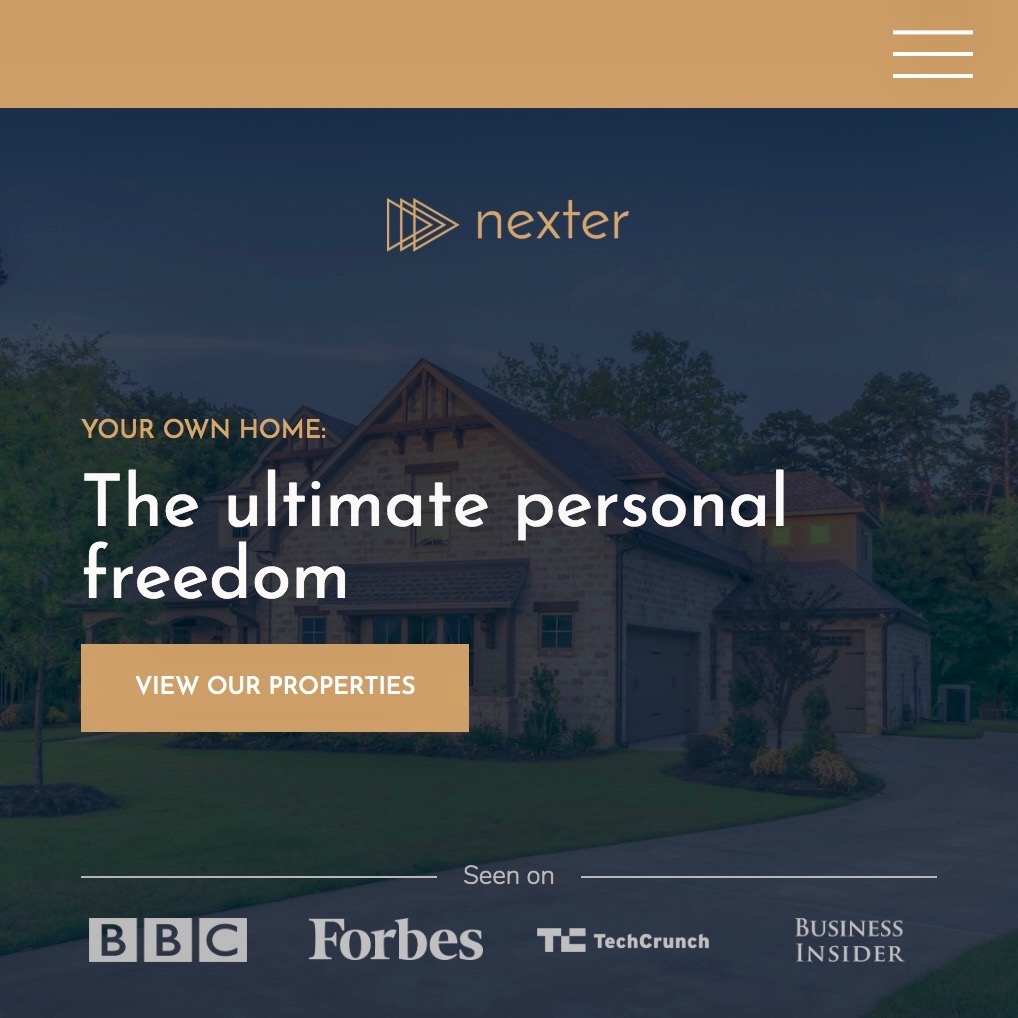 nexter
YOUR OWN HOME:
The ultimate personal
freedom
VIEW OUR PROPERTIES
Seen on
BBC
Forbes
TC TechCrunch
BUSINESS
INSIDER